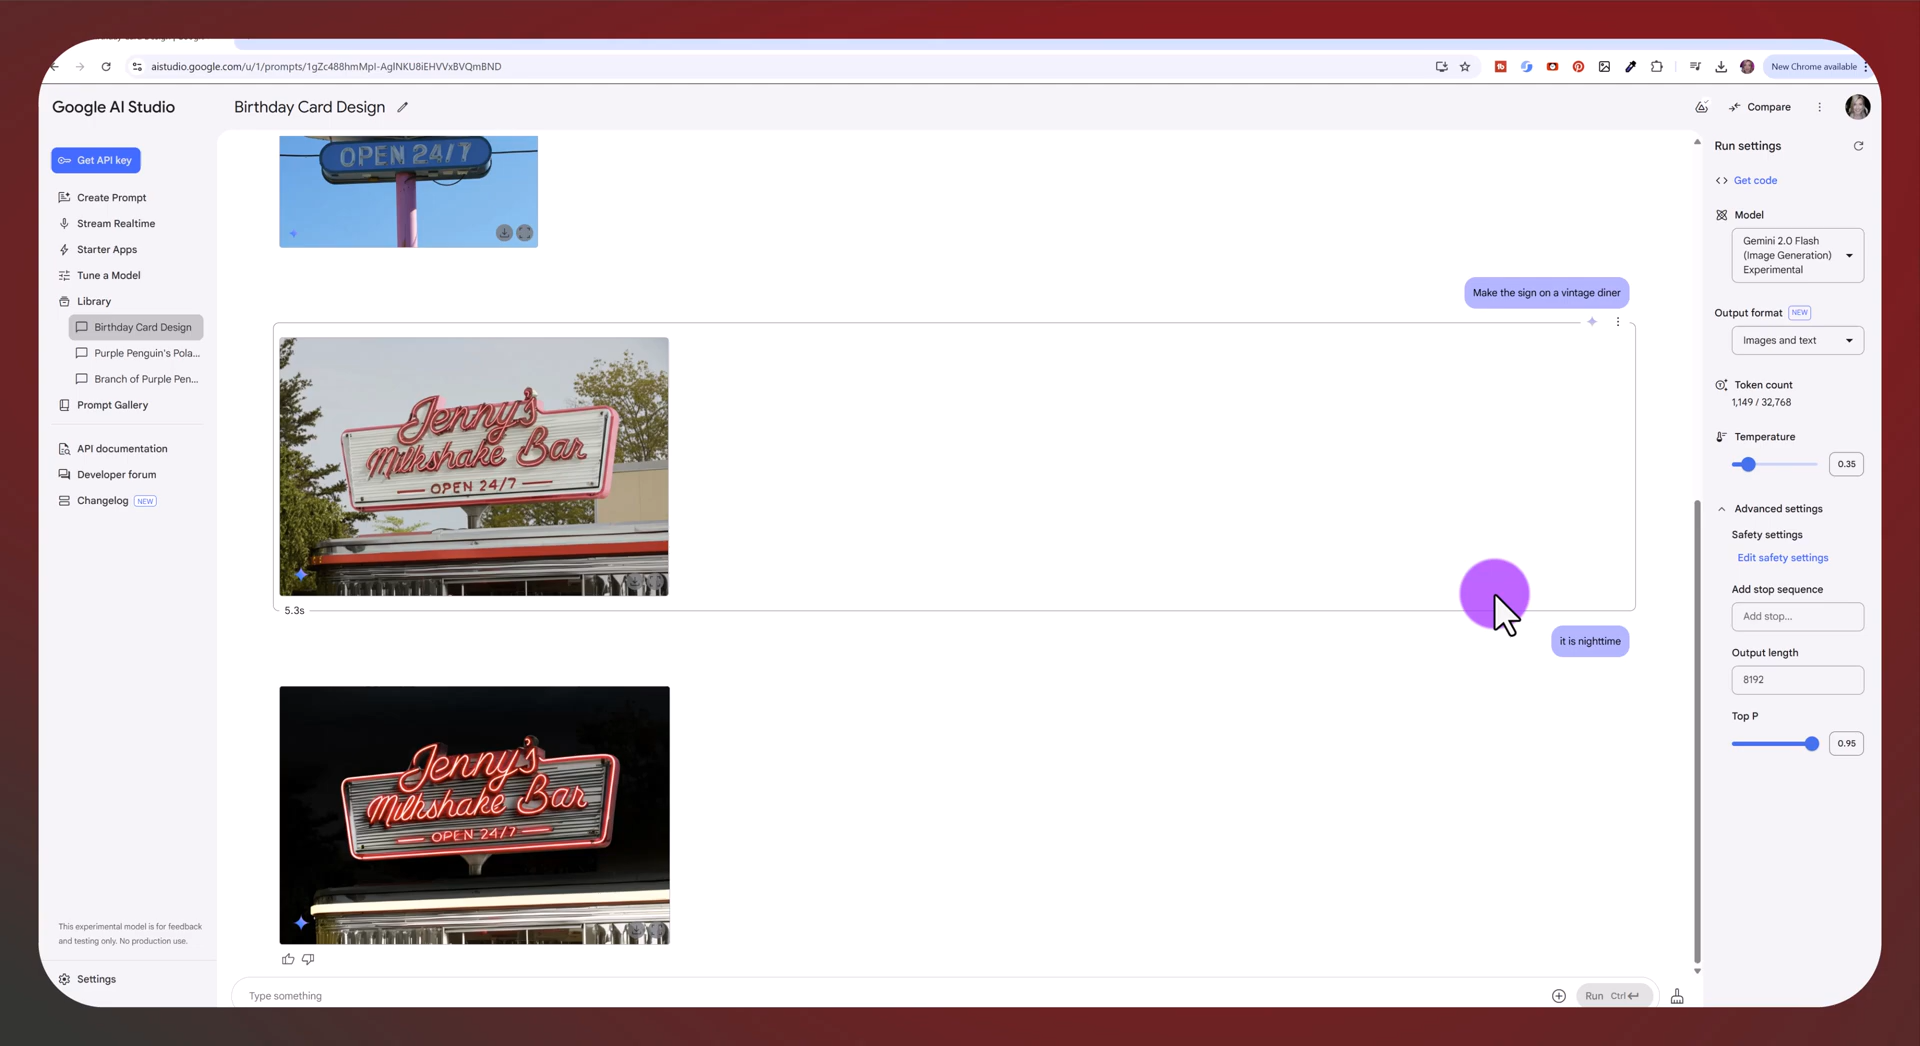 aistudio.google.com/u/1/prompts/1gZc488hmMpI-AgINKU8iEHVVxBVQmBND
New Chrome available
Google AI Studio
Birthday Card Design
Compare
Get API key
Create Prompt
Stream Realtime
Starter Apps
Tune a Model
Library
Birthday Card Design
Purple Penguin's Pola...
Branch of Purple Pen...
Prompt Gallery
API documentation
Developer forum
Changelog NEW
This experimental model is for feedback
and testing only. No production use.
Settings
OPEN 24/7
Make the sign on a vintage diner
Jenny's
Milkshake Bar
OPEN 24/7
5.3s
it is nighttime
Jenny's
Milkshake Bar
OPEN 24/7
Type something
Run Ctrl
Run settings
Get code
Model
Gemini 2.0 Flash
(Image Generation)
Experimental
Output format NEW
Images and text
Token count
1,149 / 32,768
Temperature
0.35
Advanced settings
Safety settings
Edit safety settings
Add stop sequence
Add stop...
Output length
8192
Top P
0.95